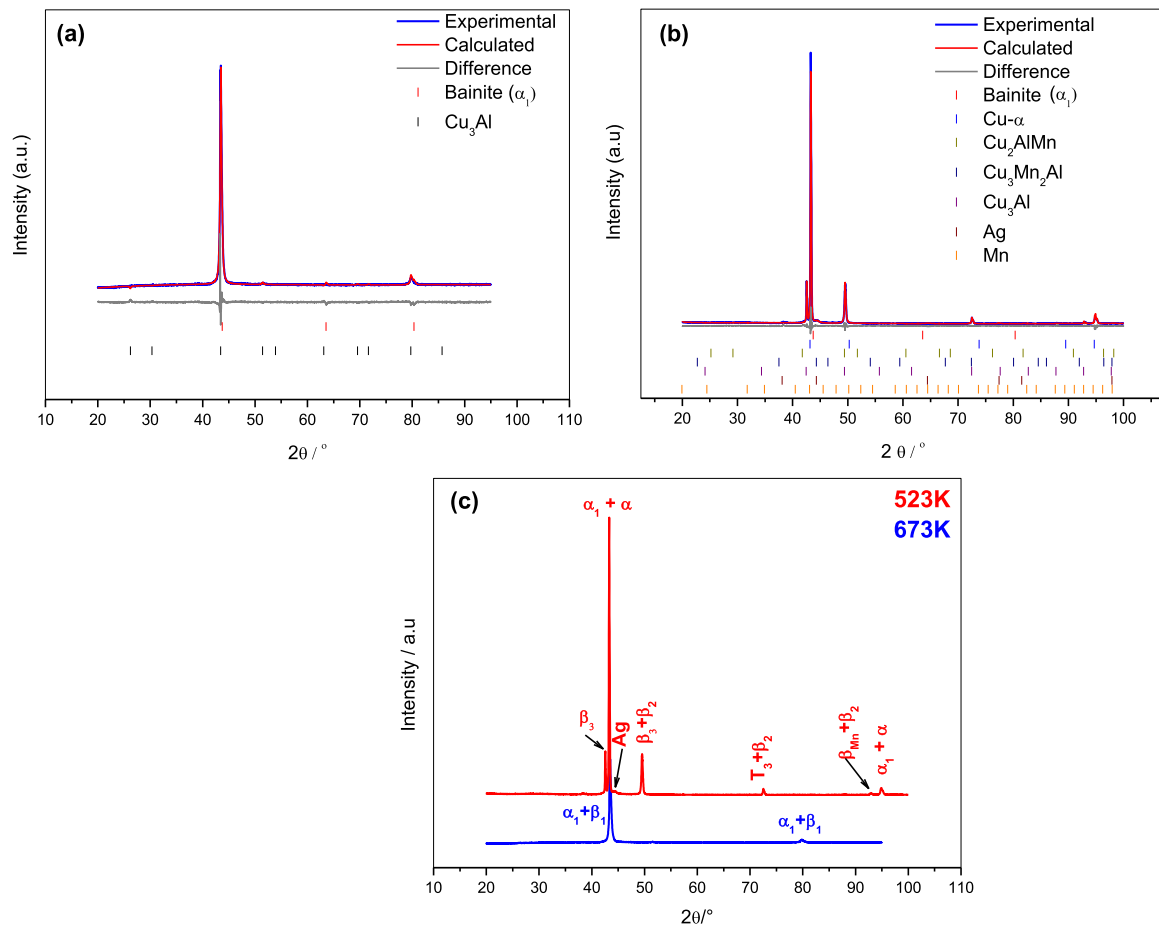 (a)
Experimental
Calculated
Difference
Bainite (α₁)
Cu₃Al
Intensity (a.u.)
10 20 30 40 50 60 70 80 90 100 110
2θ / °
(b)
Experimental
Calculated
Difference
Bainite (α₁)
Cu-α
Cu₂AlMn
Cu₃Mn₂Al
Cu₃Al
Ag
Mn
Intensity (a.u)
20 30 40 50 60 70 80 90 100
2 θ / °
(c)
α₁ + α
523K
673K
β₃
Ag
β₃+β₂
T₃+β₂
β_Mn+β₂
α₁ + α
α₁+β₁
α₁+β₁
Intensity / a.u
10 20 30 40 50 60 70 80 90 100 110
2θ/°